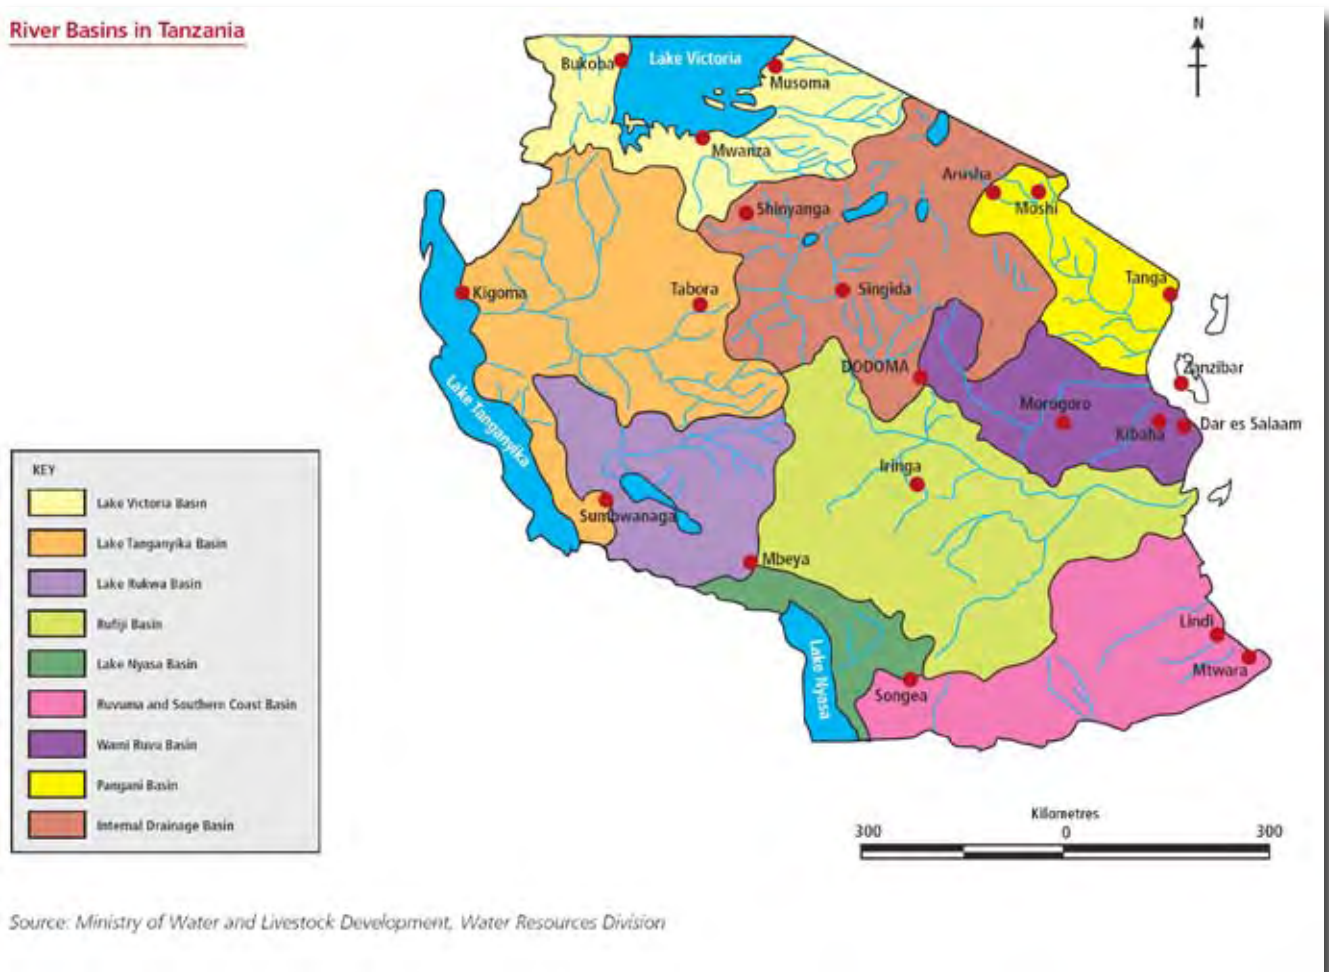 River Basins in Tanzania
N
Bukoba
Lake Victoria
Musoma
Mwanza
Arusha
Moshi
Shinyanga
Kigoma
Tabora
Singida
Tanga
DODOMA
Zanzibar
Lake Tanganyika
Morogoro
Kibaha
Dar es Salaam
Iringa
Sumbwanaga
Mbeya
Lindi
Mtwara
Lake Nyasa
Songea
KEY
Lake Victoria Basin
Lake Tanganyika Basin
Lake Rukwa Basin
Rufiji Basin
Lake Nyasa Basin
Ruvuma and Southern Coast Basin
Wami Ruvu Basin
Pangani Basin
Internal Drainage Basin
Kilometres
300 0 300
Source: Ministry of Water and Livestock Development, Water Resources Division